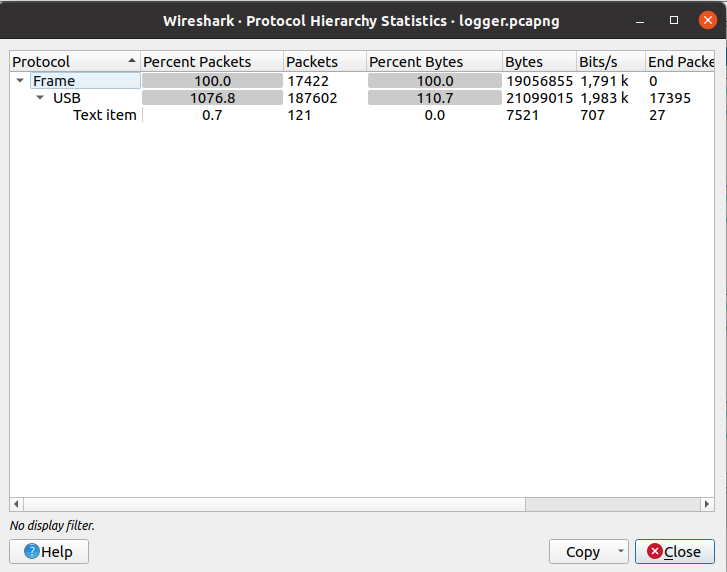 Wireshark · Protocol Hierarchy Statistics · logger.pcapng
Protocol Percent Packets Packets Percent Bytes Bytes Bits/s End Packe
Frame 100.0 17422 100.0 19056855 1,791 k 0
USB 1076.8 187602 110.7 21099015 1,983 k 17395
Text item 0.7 121 0.0 7521 707 27
No display filter.
Help Copy Close